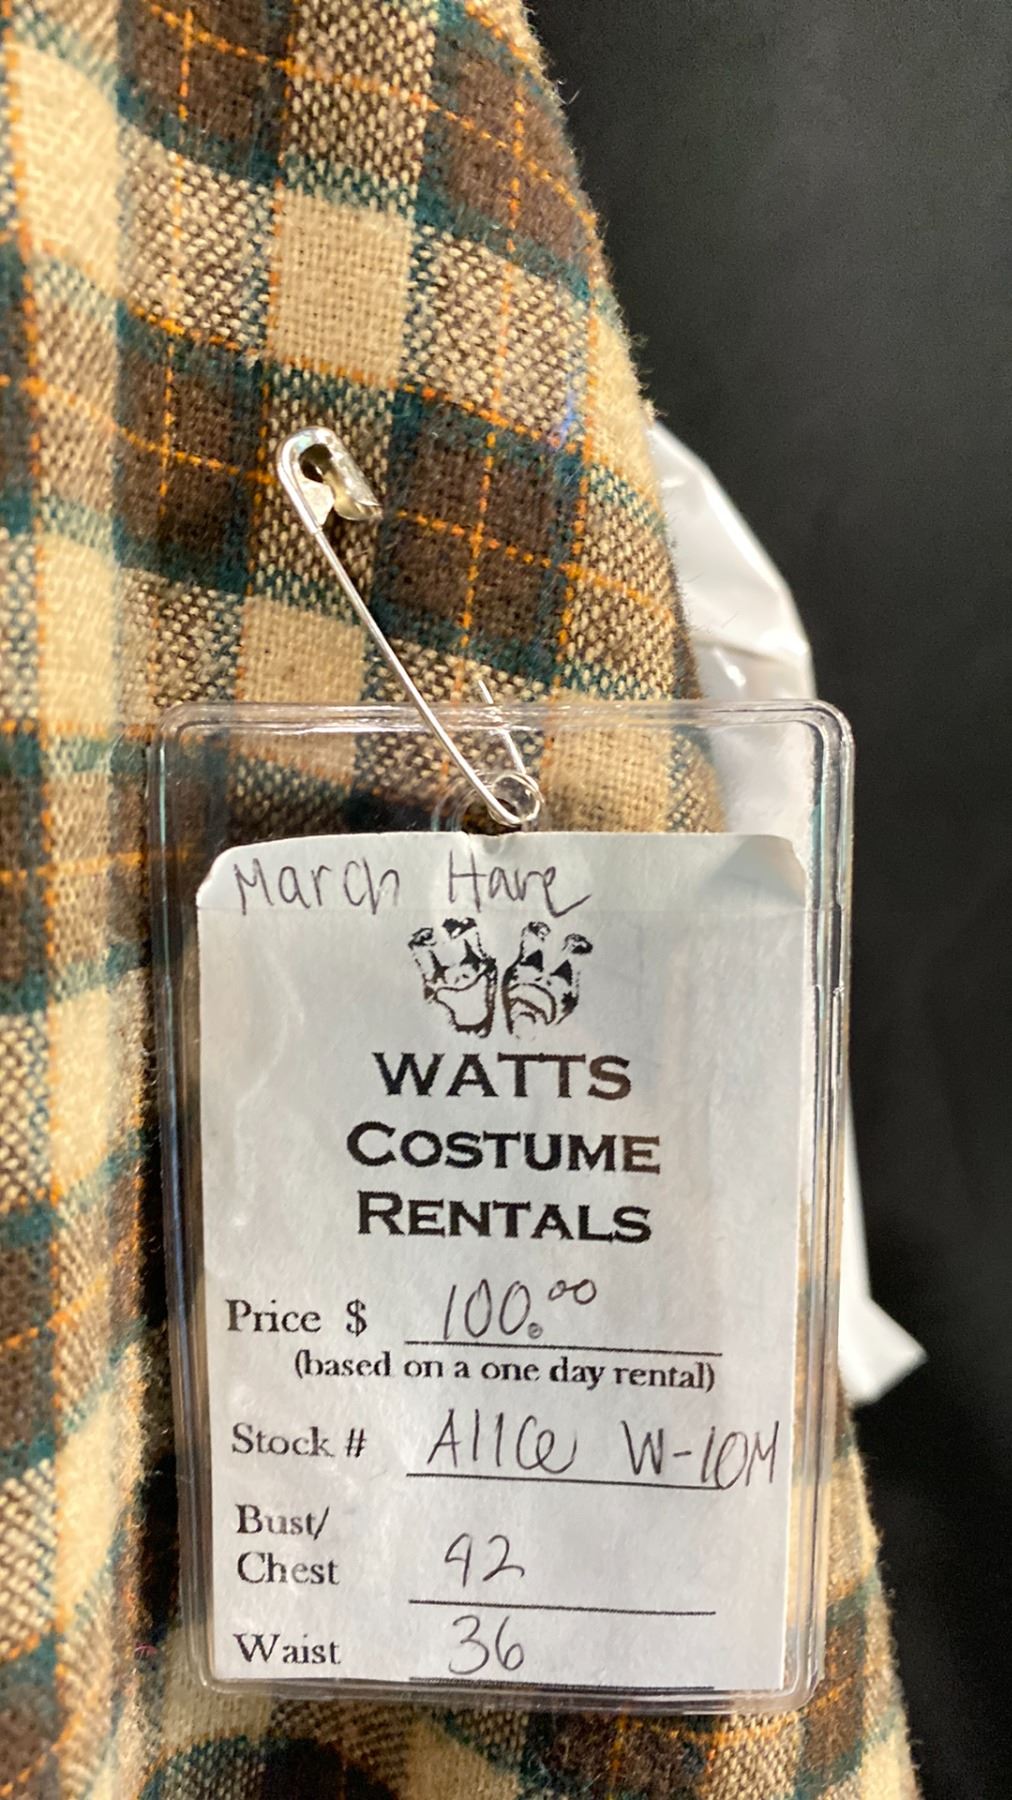 March Hare
WATTS
COSTUME
RENTALS
Price $ 100.00
(based on a one day rental)
Stock # Alice W-10M
Bust/
Chest 42
Waist 36